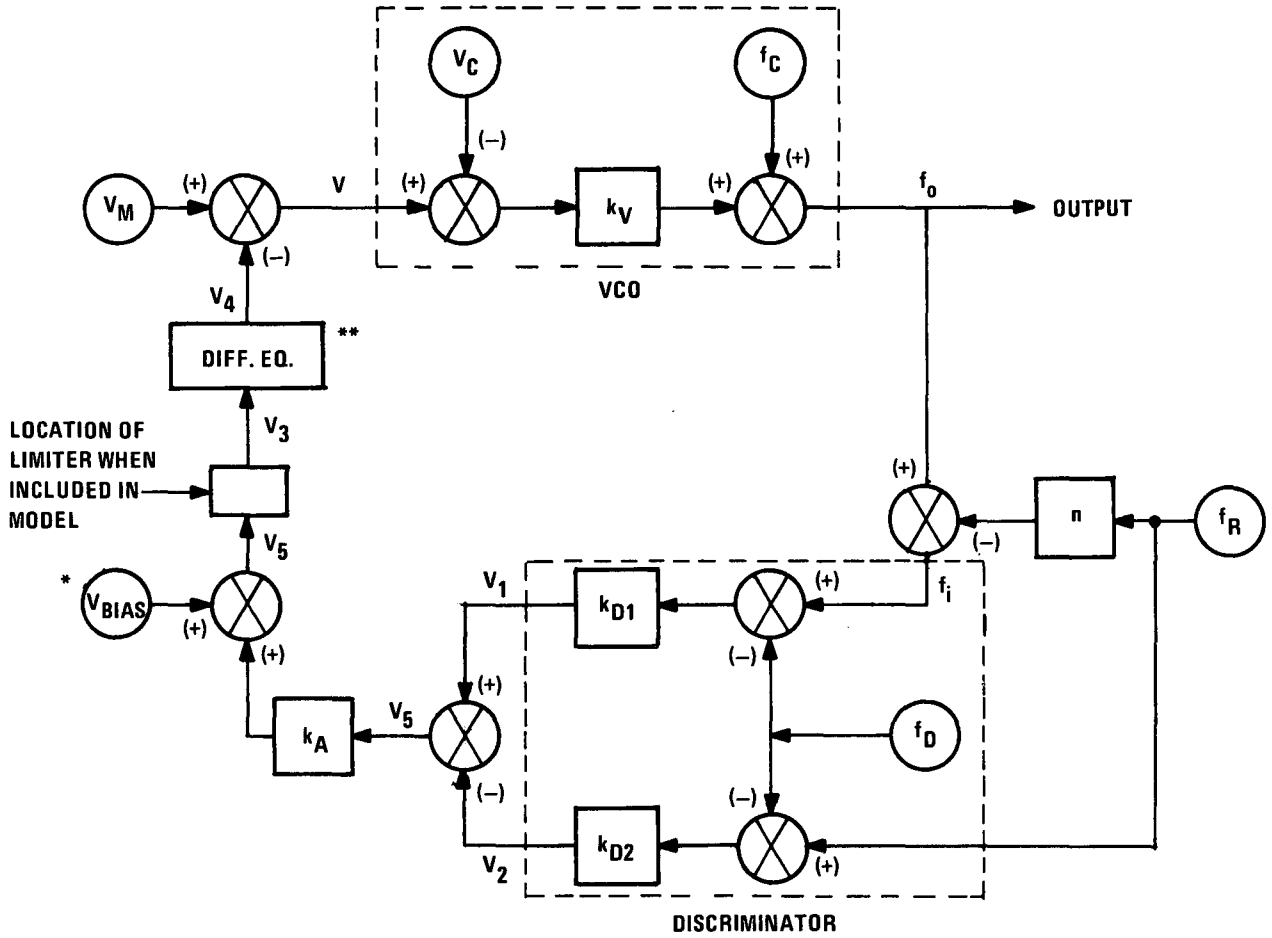 V_C
f_C
(–)
(+)
V_M
(+)
V
(+)
k_V
(+)
f_o
OUTPUT
(–)
VCO
V_4
DIFF. EQ.
**
V_3
LOCATION OF
LIMITER WHEN
INCLUDED IN
MODEL
V_5
(+)
(–)
n
f_R
*
V_BIAS
(+)
(+)
V_1
k_D1
(+)
f_i
(–)
(+)
k_A
V_5
f_D
(–)
(–)
V_2
k_D2
(+)
DISCRIMINATOR